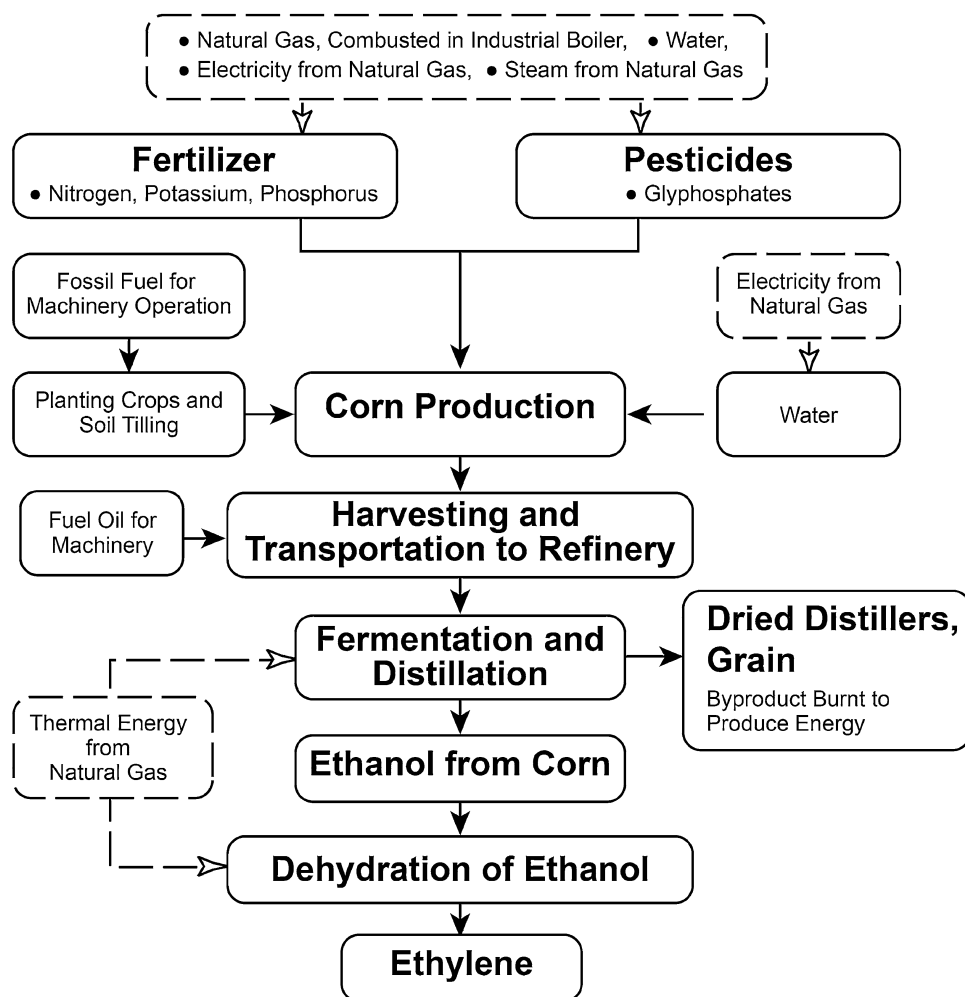 ● Natural Gas, Combusted in Industrial Boiler, ● Water,
● Electricity from Natural Gas, ● Steam from Natural Gas
Fertilizer
● Nitrogen, Potassium, Phosphorus
Pesticides
● Glyphosphates
Fossil Fuel for
Machinery Operation
Electricity from
Natural Gas
Planting Crops and
Soil Tilling
Corn Production
Water
Fuel Oil for
Machinery
Harvesting and
Transportation to Refinery
Fermentation and
Distillation
Dried Distillers,
Grain
Byproduct Burnt to
Produce Energy
Thermal Energy
from
Natural Gas
Ethanol from Corn
Dehydration of Ethanol
Ethylene